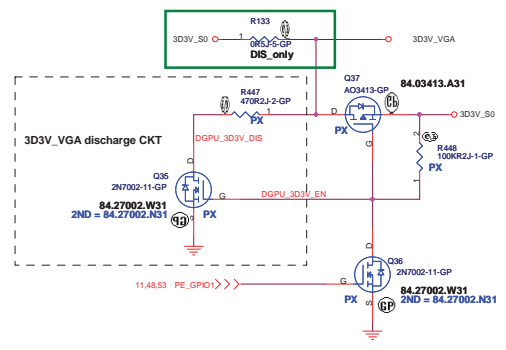 R133
3D3V_S0 1 0R5J-5-GP 3D3V_VGA
DIS_only
R447
470R2J-2-GP
1
PX
Q37
AO3413-GP
84.03413.A31
D
PX
G
3D3V_S0
2
R448
100KR2J-1-GP
PX
1
3D3V_VGA discharge CKT
DGPU_3D3V_DIS
D
Q35
2N7002-11-GP
G
DGPU_3D3V_EN
84.27002.W31
2ND = 84.27002.N31
PX
D
Q36
2N7002-11-GP
11,48,53 PE_GPIO1
G
PX
S
84.27002.W31
2ND = 84.27002.N31
GP